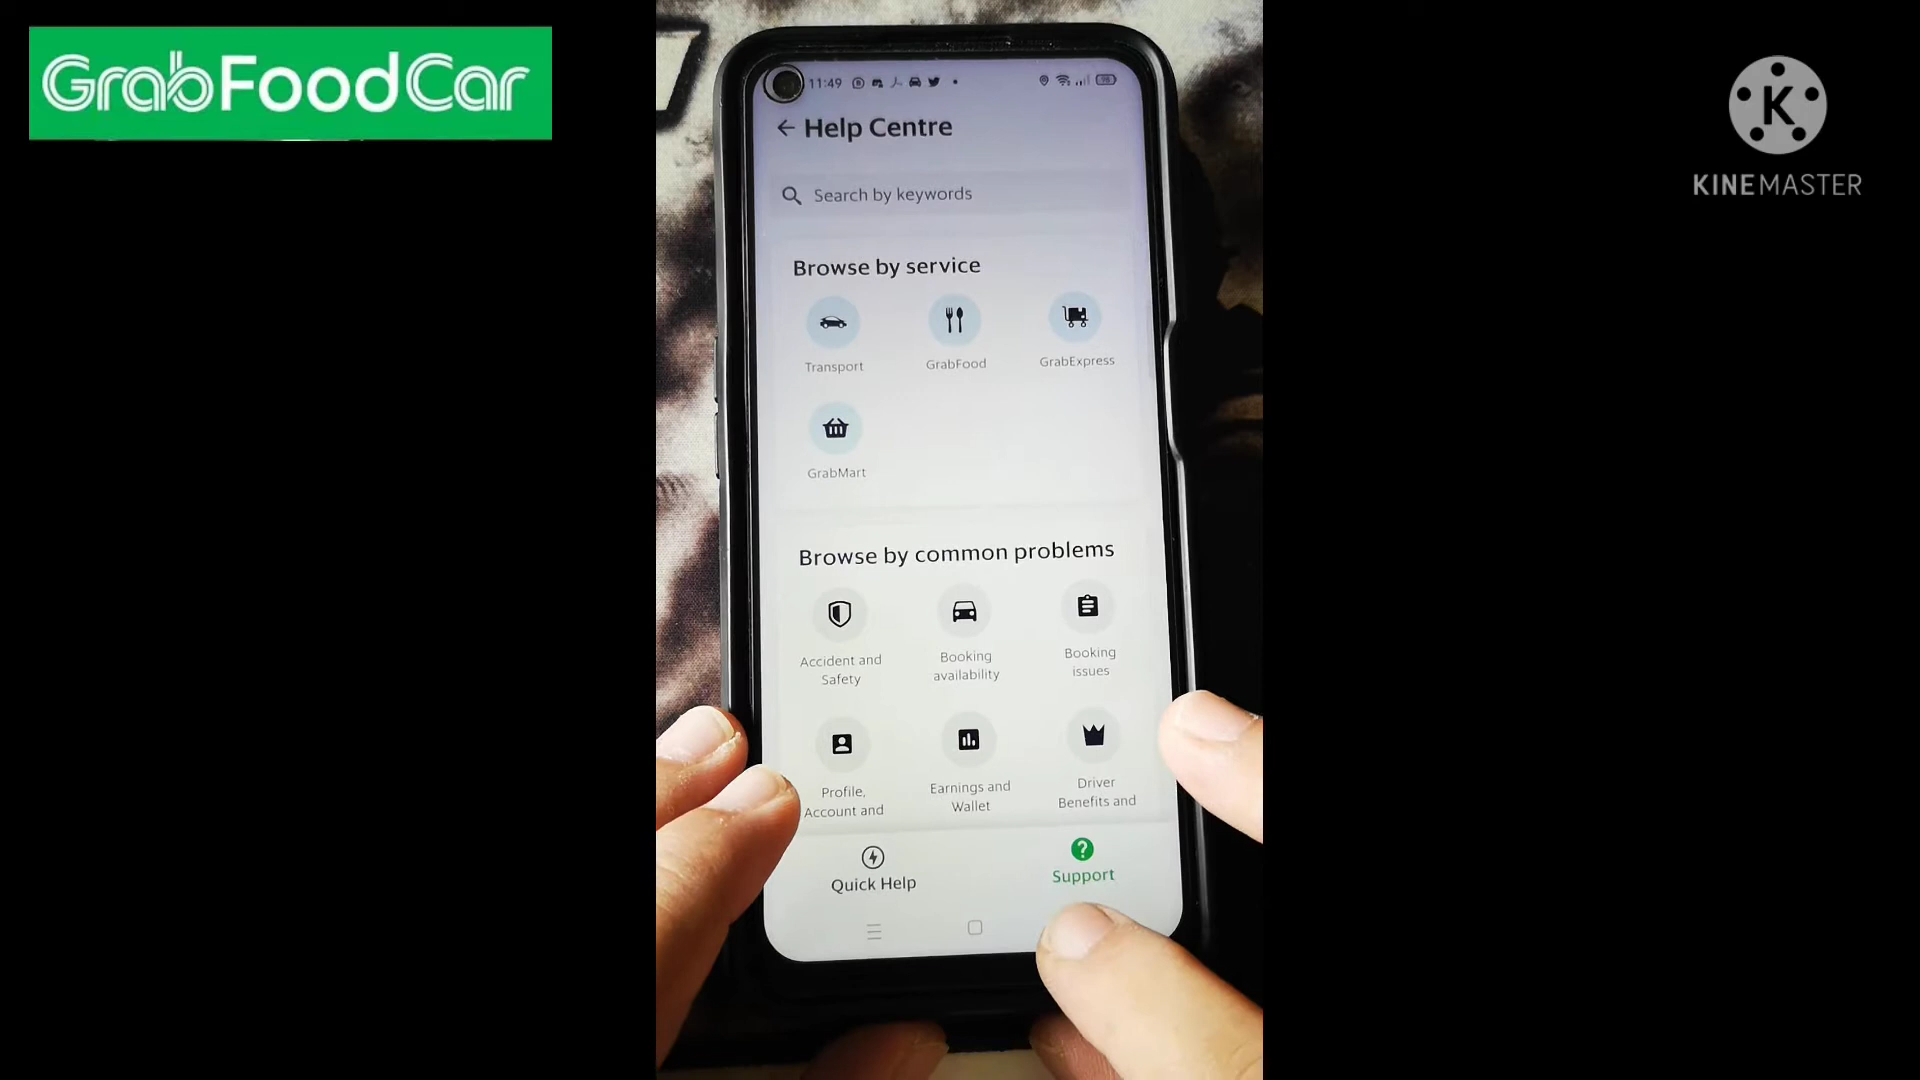 GrabFoodCar
KINEMASTER
11:49
Help Centre
Search by keywords
Browse by service
Transport
GrabFood
GrabExpress
GrabMart
Browse by common problems
Accident and
Safety
Booking
availability
Booking
issues
Profile,
Account and
Earnings and
Wallet
Driver
Benefits and
Quick Help
Support